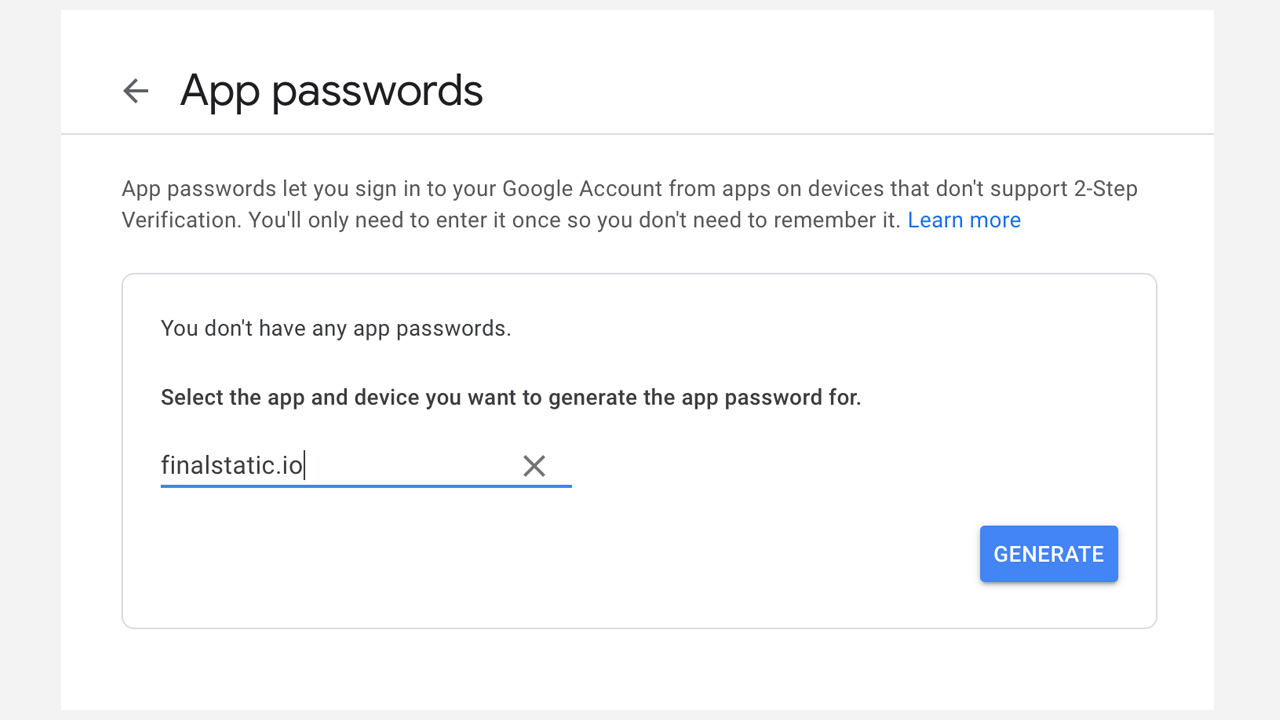 App passwords
App passwords let you sign in to your Google Account from apps on devices that don't support 2-Step
Verification. You'll only need to enter it once so you don't need to remember it. Learn more
You don't have any app passwords.
Select the app and device you want to generate the app password for.
finalstatic.io
GENERATE